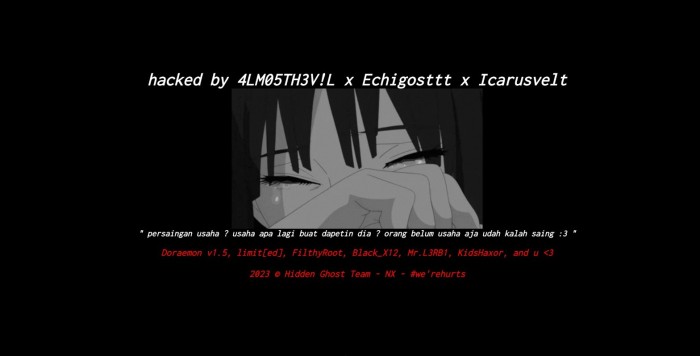 hacked by 4LM05TH3V!L x Echigosttt x Icarusvelt
" persaingan usaha ? usaha apa lagi buat dapetin dia ? orang belum usaha aja udah kalah saing :3 "
Doraemon v1.5, limit[ed], FilthyRoot, Black_X12, Mr.L3RB1, KidsHaxor, and u <3
2023 © Hidden Ghost Team - NX - #we'rehurts